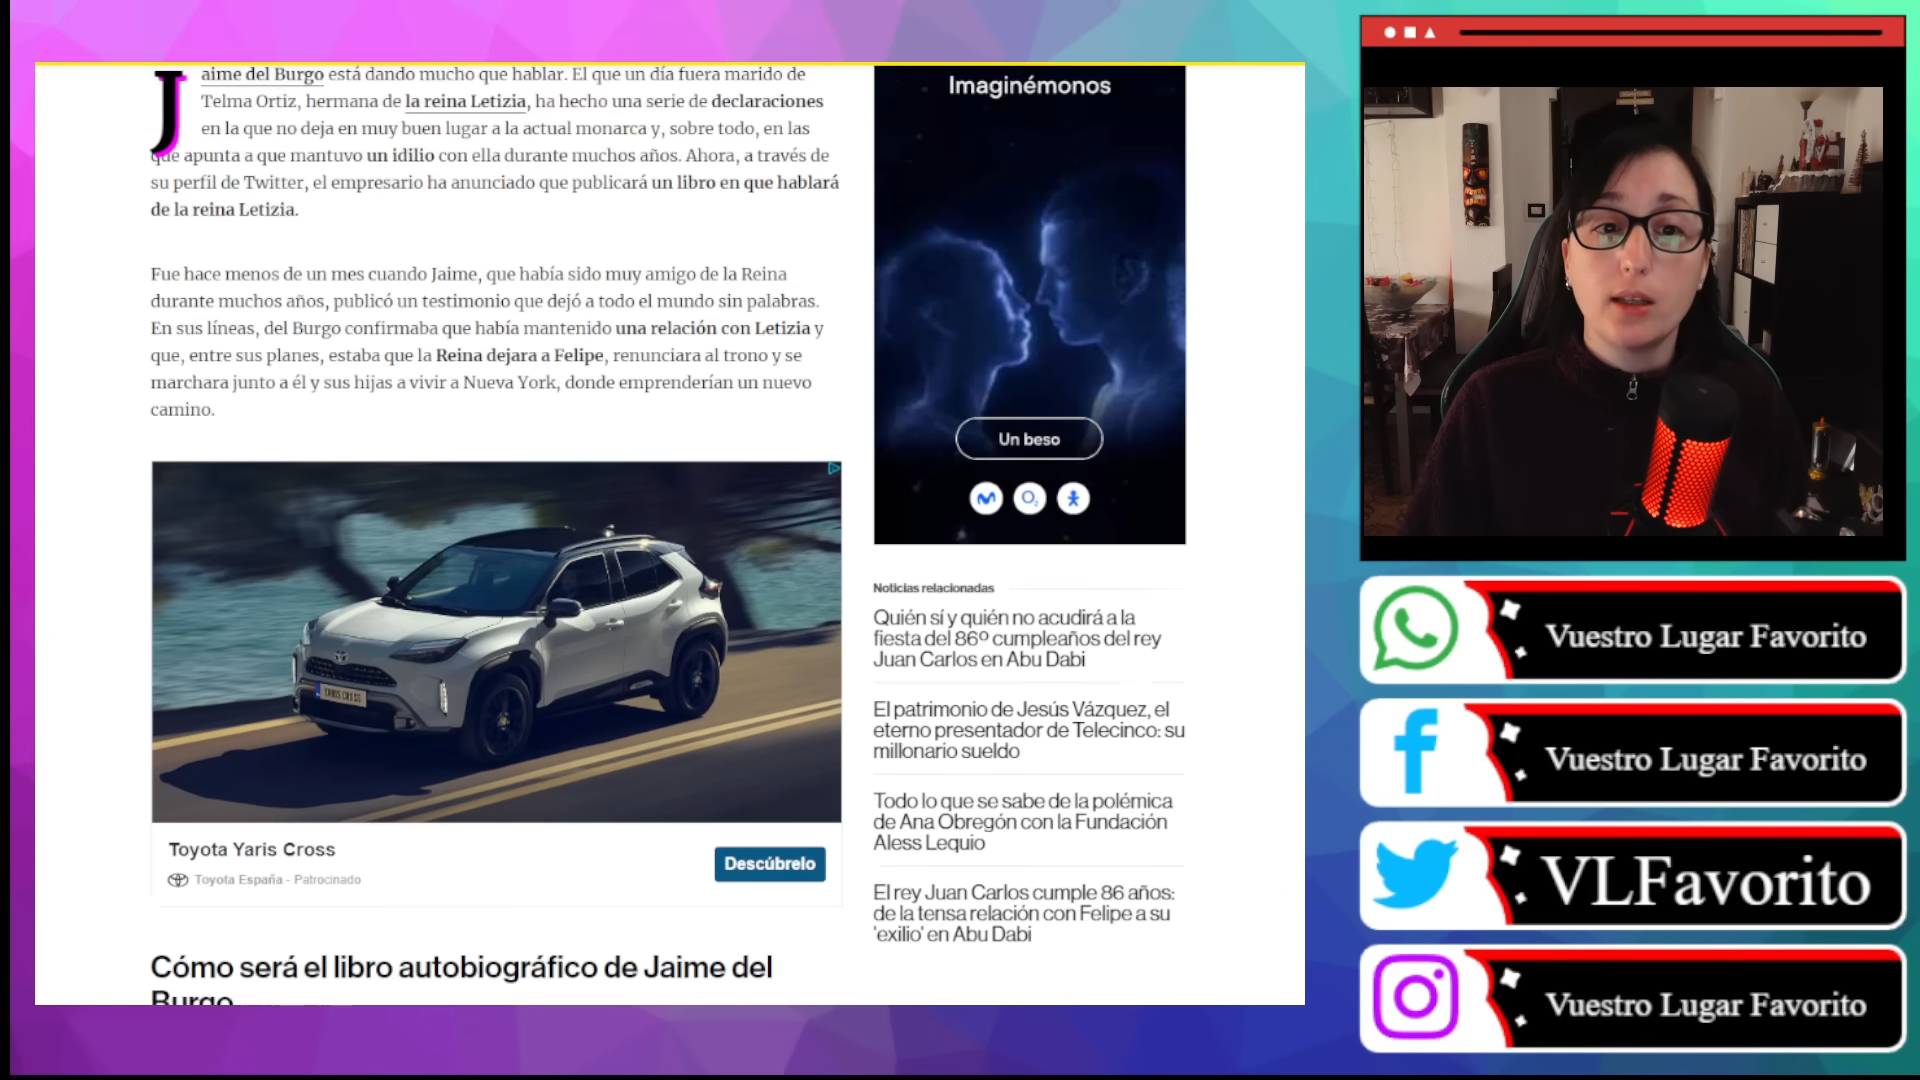 Jaime del Burgo está dando mucho que hablar. El que un día fuera marido de
Telma Ortiz, hermana de la reina Letizia, ha hecho una serie de declaraciones
en la que no deja en muy buen lugar a la actual monarca y, sobre todo, en las
que apunta a que mantuvo un idilio con ella durante muchos años. Ahora, a través de
su perfil de Twitter, el empresario ha anunciado que publicará un libro en que hablará
de la reina Letizia.
Fue hace menos de un mes cuando Jaime, que había sido muy amigo de la Reina
durante muchos años, publicó un testimonio que dejó a todo el mundo sin palabras.
En sus líneas, del Burgo confirmaba que había mantenido una relación con Letizia y
que, entre sus planes, estaba que la Reina dejara a Felipe, renunciara al trono y se
marchara junto a él y sus hijas a vivir a Nueva York, donde emprenderían un nuevo
camino.
YARIS CROSS
Toyota Yaris Cross
Toyota España - Patrocinado
Descúbrelo
Cómo será el libro autobiográfico de Jaime del
Burgo
Imaginémonos
Un beso
O2
Noticias relacionadas
Quién sí y quién no acudirá a la
fiesta del 86º cumpleaños del rey
Juan Carlos en Abu Dabi
El patrimonio de Jesús Vázquez, el
eterno presentador de Telecinco: su
millonario sueldo
Todo lo que se sabe de la polémica
de Ana Obregón con la Fundación
Aless Lequio
El rey Juan Carlos cumple 86 años:
de la tensa relación con Felipe a su
'exilio' en Abu Dabi
Vuestro Lugar Favorito
Vuestro Lugar Favorito
VLFavorito
Vuestro Lugar Favorito